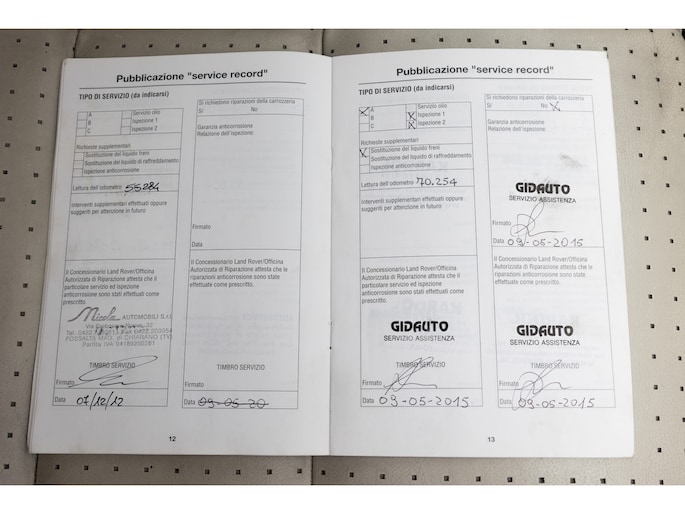 Pubblicazione "service record"
TIPO DI SERVIZIO (da indicarsi)
A
B
C
Servizio olio
Ispezione 1
Ispezione 2
Richieste supplementari
Sostituzione del liquido freni
Sostituzione del liquido di raffreddamento
Ispezione anticorrosione
Lettura dell'odometro 55284
Interventi supplementari effettuati oppure
suggeriti per attenzione in futuro
Il Concessionario Land Rover/Officina
Autorizzata di Riparazione attesta che il
particolare servizio ed ispezione
anticorrosione sono stati effettuati come
prescritto.
Nicola AUTOMOBILI S.r.l.
FOSSALTA MAG. di CHIARANO (TV)
TIMBRO SERVIZIO
Firmato
Data 07/12/12
Si richiedono riparazioni della carrozzeria
Sì No
Garanzia anticorrosione
Relazione dell'ispezione
Firmato
Data
Il Concessionario Land Rover/Officina
Autorizzata di Riparazione attesta che le
riparazioni anticorrosione sono stati
effettuate come prescritto.
TIMBRO SERVIZIO
Firmato
Data 09-05-20
12
Pubblicazione "service record"
TIPO DI SERVIZIO (da indicarsi)
X A
B
C
Servizio olio
X Ispezione 1
X Ispezione 2
Richieste supplementari
X Sostituzione del liquido freni
Sostituzione del liquido di raffreddamento
Ispezione anticorrosione
Lettura dell'odometro 70.254
Interventi supplementari effettuati oppure
suggeriti per attenzione in futuro
Il Concessionario Land Rover/Officina
Autorizzata di Riparazione attesta che il
particolare servizio ed ispezione
anticorrosione sono stati effettuati come
prescritto.
GIDAUTO
SERVIZIO ASSISTENZA
TIMBRO SERVIZIO
Firmato
Data 09-05-2015
Si richiedono riparazioni della carrozzeria
Sì No X
Garanzia anticorrosione
Relazione dell'ispezione
GIDAUTO
SERVIZIO ASSISTENZA
Firmato
Data 09-05-2015
Il Concessionario Land Rover/Officina
Autorizzata di Riparazione attesta che le
riparazioni anticorrosione sono stati
effettuate come prescritto.
GIDAUTO
SERVIZIO ASSISTENZA
TIMBRO SERVIZIO
Firmato
Data 09-05-2015
13